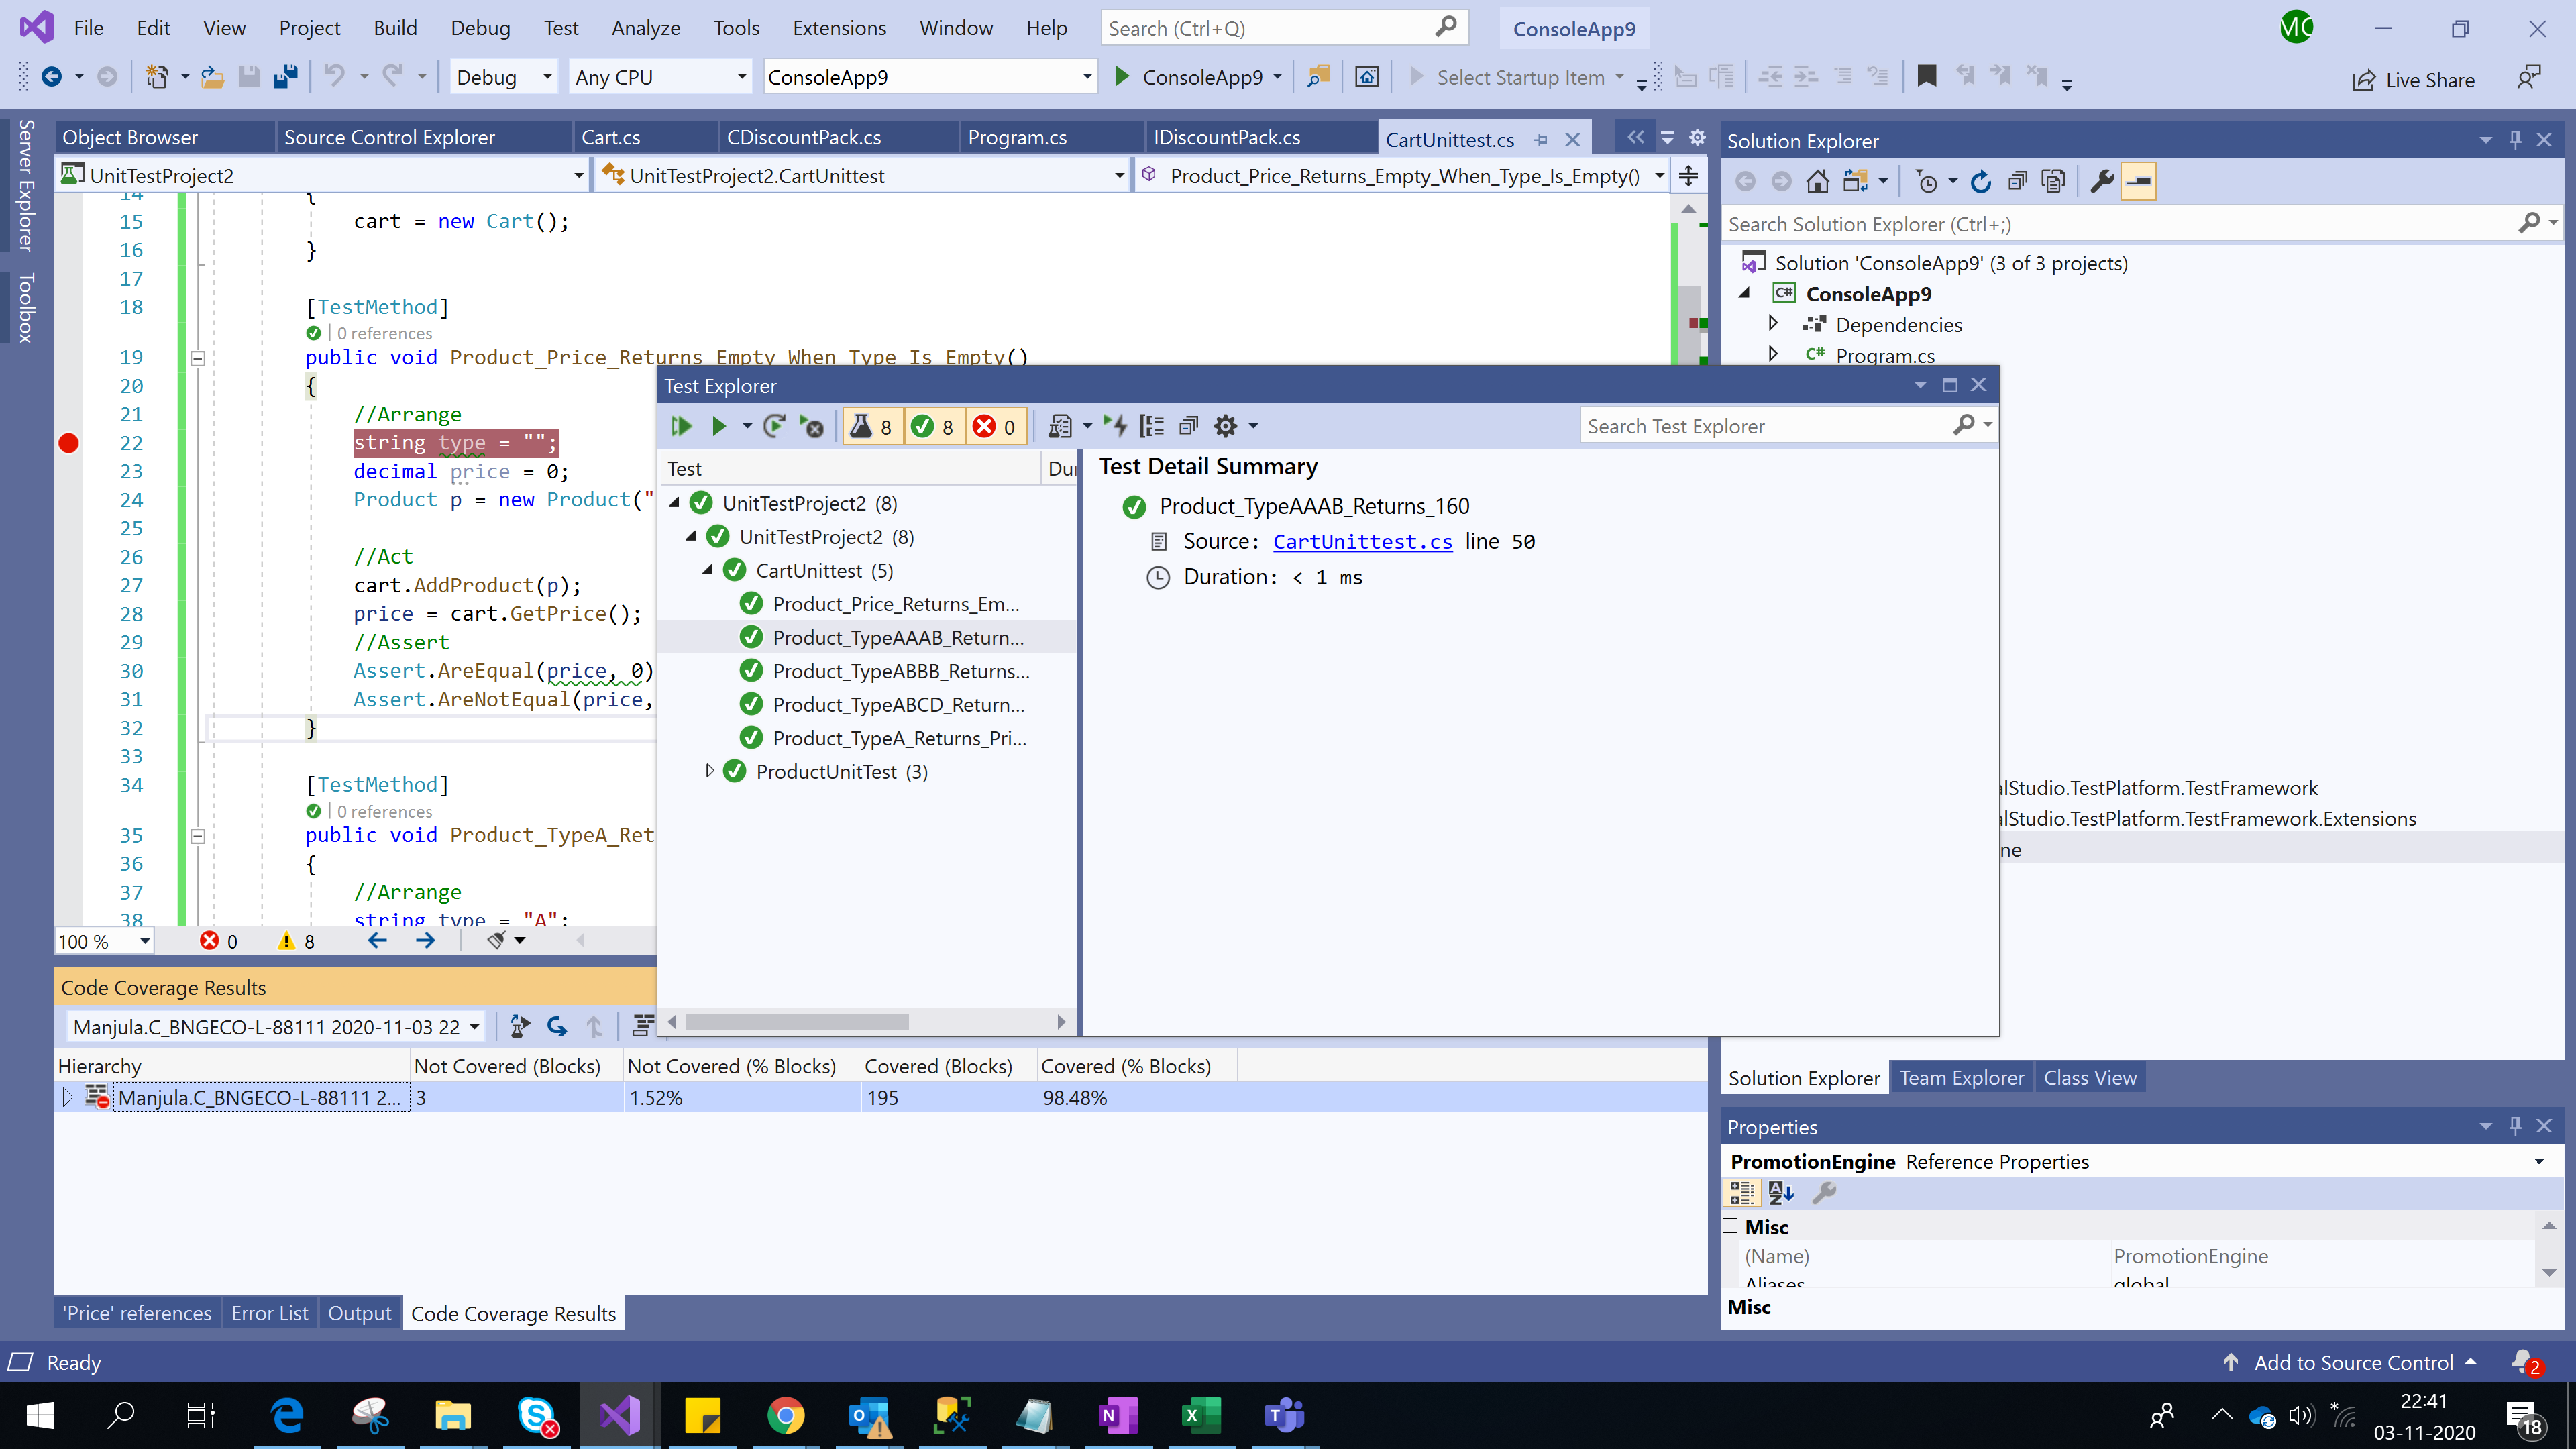 File Edit View Project Build Debug Test Analyze Tools Extensions Window Help Search (Ctrl+Q) ConsoleApp9 MC
Debug Any CPU ConsoleApp9 ConsoleApp9 Select Startup Item Live Share
Server Explorer
Toolbox
Object Browser Source Control Explorer Cart.cs CDiscountPack.cs Program.cs IDiscountPack.cs CartUnittest.cs
UnitTestProject2 UnitTestProject2.CartUnittest Product_Price_Returns_Empty_When_Type_Is_Empty()
14 {
15 cart = new Cart();
16 }
17
18 [TestMethod]
0 references
19 public void Product_Price_Returns_Empty_When_Type_Is_Empty()
20 {
21 //Arrange
22 string type = "";
23 decimal price = 0;
24 Product p = new Product("
25
26 //Act
27 cart.AddProduct(p);
28 price = cart.GetPrice();
29 //Assert
30 Assert.AreEqual(price, 0)
31 Assert.AreNotEqual(price,
32 }
33
34 [TestMethod]
0 references
35 public void Product_TypeA_Ret
36 {
37 //Arrange
38 string type = "A";
100 % 0 8
Test Explorer
8 8 0 Search Test Explorer
Test Dur
UnitTestProject2 (8)
UnitTestProject2 (8)
CartUnittest (5)
Product_Price_Returns_Em...
Product_TypeAAAB_Return...
Product_TypeABBB_Returns...
Product_TypeABCD_Return...
Product_TypeA_Returns_Pri...
ProductUnitTest (3)
Test Detail Summary
Product_TypeAAAB_Returns_160
Source: CartUnittest.cs line 50
Duration: < 1 ms
Code Coverage Results
Manjula.C_BNGECO-L-88111 2020-11-03 22
Hierarchy Not Covered (Blocks) Not Covered (% Blocks) Covered (Blocks) Covered (% Blocks)
Manjula.C_BNGECO-L-88111 2... 3 1.52% 195 98.48%
'Price' references Error List Output Code Coverage Results
Solution Explorer
Search Solution Explorer (Ctrl+;)
Solution 'ConsoleApp9' (3 of 3 projects)
C# ConsoleApp9
Dependencies
C# Program.cs
alStudio.TestPlatform.TestFramework
alStudio.TestPlatform.TestFramework.Extensions
ne
Solution Explorer Team Explorer Class View
Properties
PromotionEngine Reference Properties
Misc
(Name) PromotionEngine
Aliases global
Misc
Ready Add to Source Control 2
22:41
03-11-2020
18